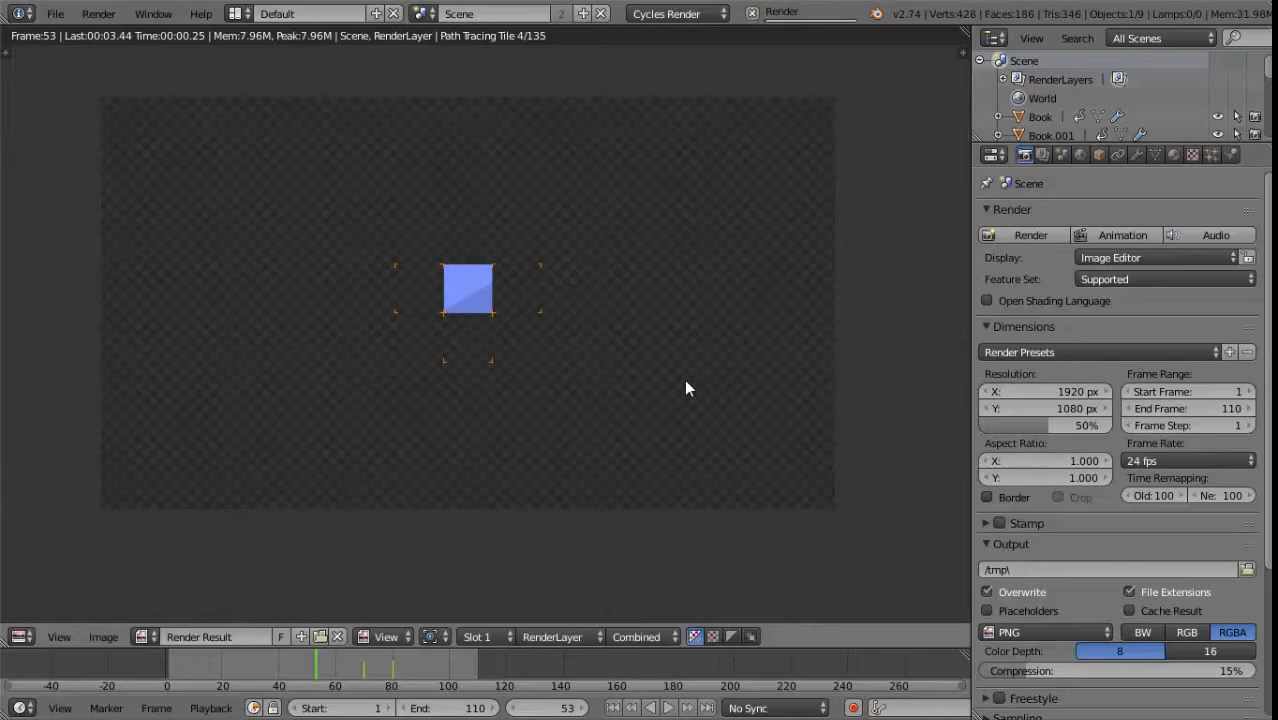 File Render Window Help Default Scene 2 Cycles Render Render v2.74 | Verts:428 | Faces:186 | Tris:346 | Objects:1/9 | Lamps:0/0 | Mem:31.98M
Frame:53 | Last:00:03.44 Time:00:00.25 | Mem:7.96M, Peak:7.96M | Scene, RenderLayer | Path Tracing Tile 4/135
View Search All Scenes
Scene
RenderLayers |
World
Book |
Book.001 |
Scene
Render
Render Animation Audio
Display: Image Editor
Feature Set: Supported
Open Shading Language
Dimensions
Render Presets
Resolution: Frame Range:
X: 1920 px Start Frame: 1
Y: 1080 px End Frame: 110
50% Frame Step: 1
Aspect Ratio: Frame Rate:
X: 1.000 24 fps
Y: 1.000 Time Remapping:
Border Crop Old: 100 Ne: 100
Stamp
Output
/tmp\
Overwrite File Extensions
Placeholders Cache Result
PNG BW RGB RGBA
Color Depth: 8 16
Compression: 15%
Freestyle
Sampling
View Image Render Result F View Slot 1 RenderLayer Combined
-40 -20 0 20 40 60 80 100 120 140 160 180 200 220 240 260
View Marker Frame Playback Start: 1 End: 110 53 No Sync